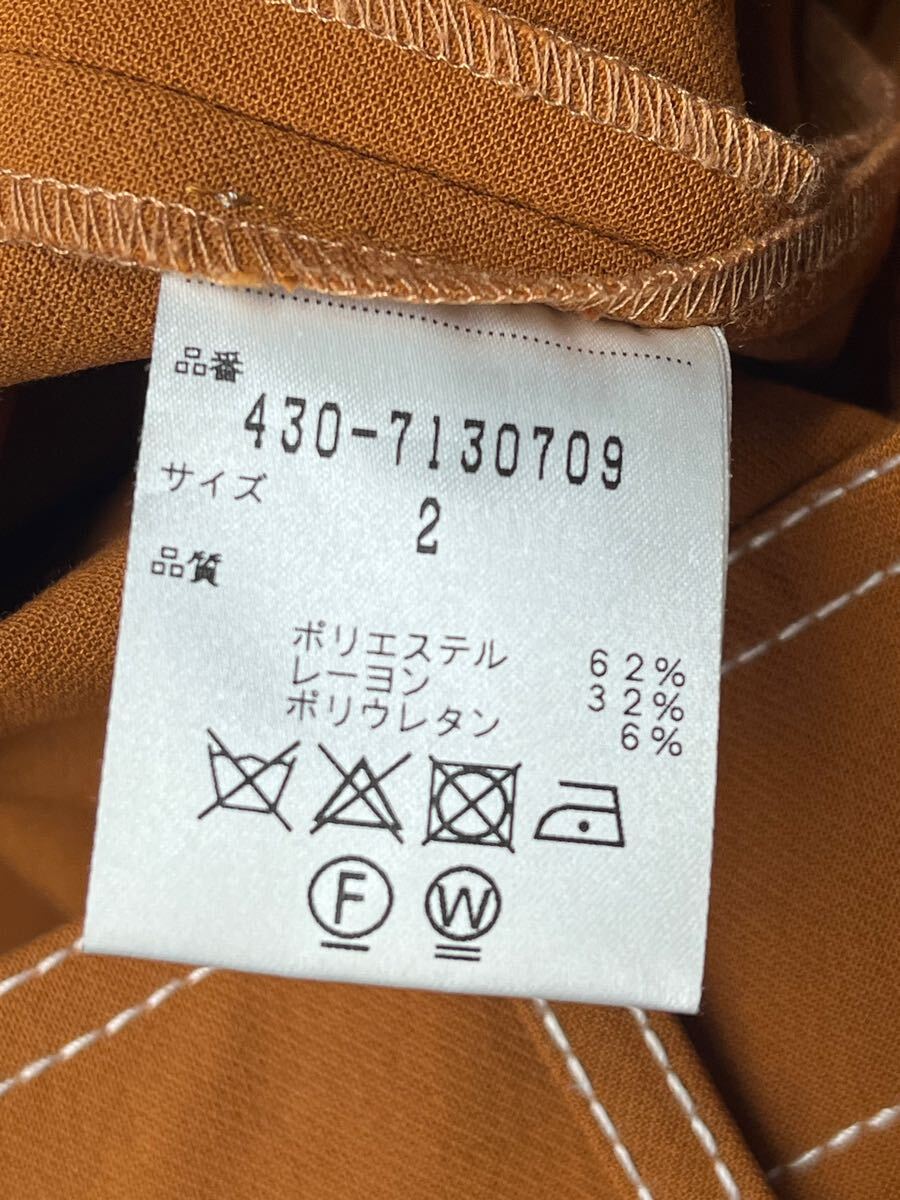 品番
430-7130709
サイズ
2
品質
ポリエステル 62%
レーヨン 32%
ポリウレタン 6%
F W